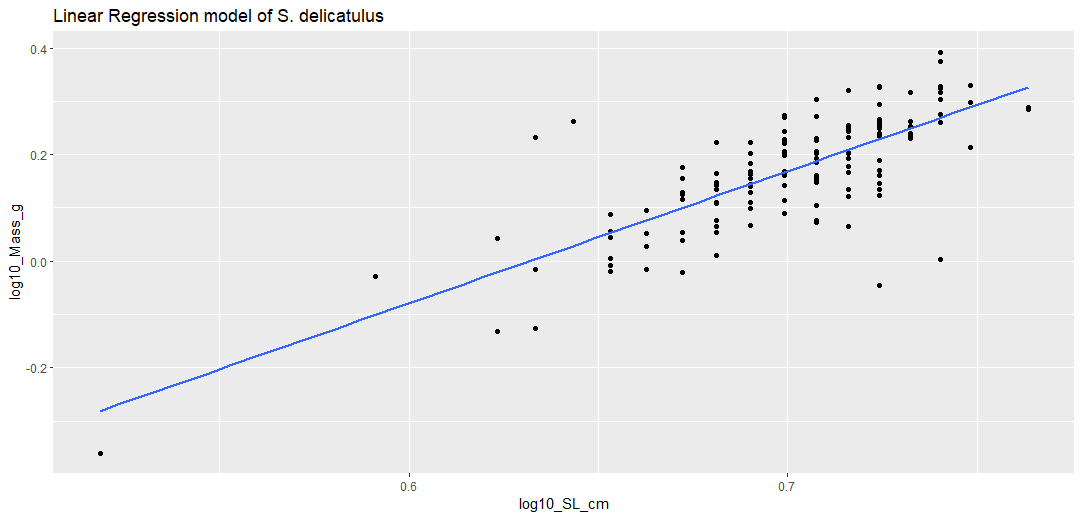 Linear Regression model of S. delicatulus
0.4
0.2
0.0
-0.2
log10_Mass_g
0.6
0.7
log10_SL_cm